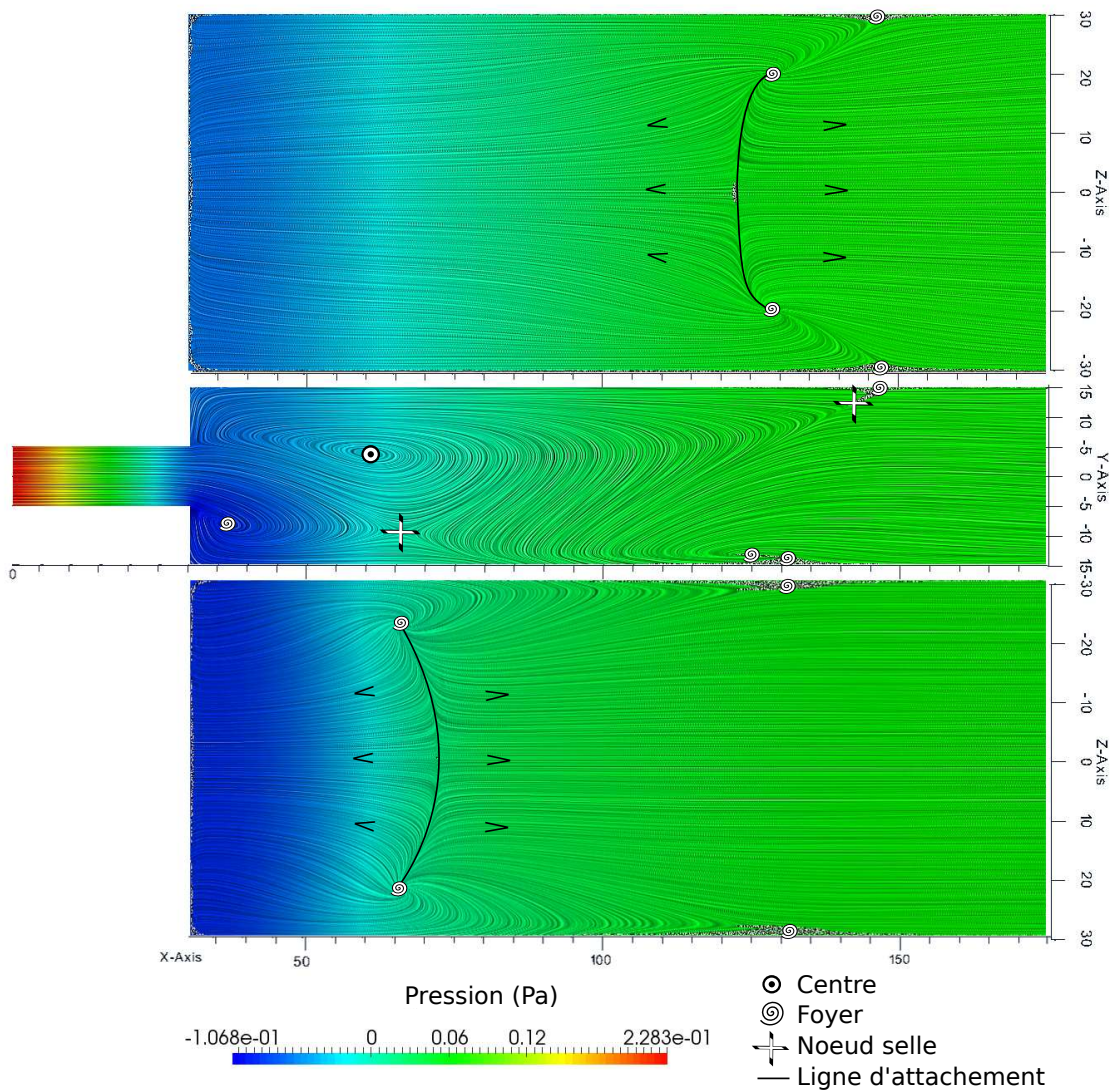 30
20
10
0
-10
-20
-30
Z-Axis
15
10
-5
0
-5
-10
15-30
Y-Axis
0
-20
-10
0
10
20
30
Z-Axis
X-Axis
50
100
150
Pression (Pa)
-1.068e-01 0 0.06 0.12 2.283e-01
Centre
Foyer
Noeud selle
Ligne d'attachement